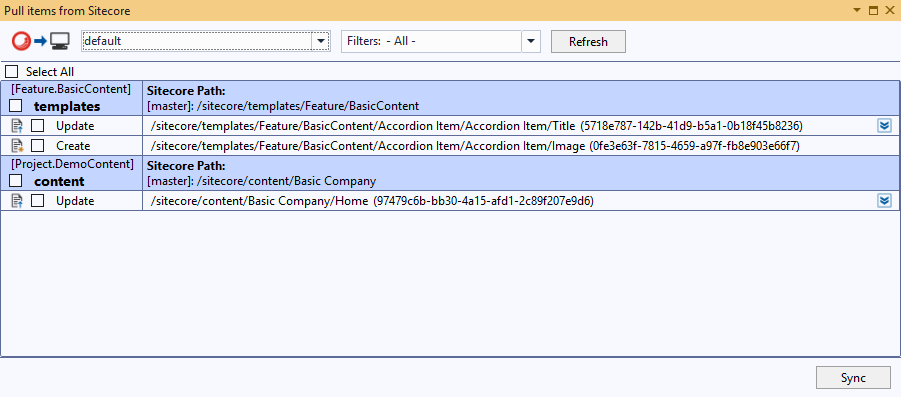 Pull items from Sitecore
default
Filters: - All -
Refresh
Select All
[Feature.BasicContent] Sitecore Path:
templates [master]: /sitecore/templates/Feature/BasicContent
Update /sitecore/templates/Feature/BasicContent/Accordion Item/Accordion Item/Title (5718e787-142b-41d9-b5a1-0b18f45b8236)
Create /sitecore/templates/Feature/BasicContent/Accordion Item/Accordion Item/Image (0fe3e63f-7815-4659-a97f-fb8e903e66f7)
[Project.DemoContent] Sitecore Path:
content [master]: /sitecore/content/Basic Company
Update /sitecore/content/Basic Company/Home (97479c6b-bb30-4a15-afd1-2c89f207e9d6)
Sync